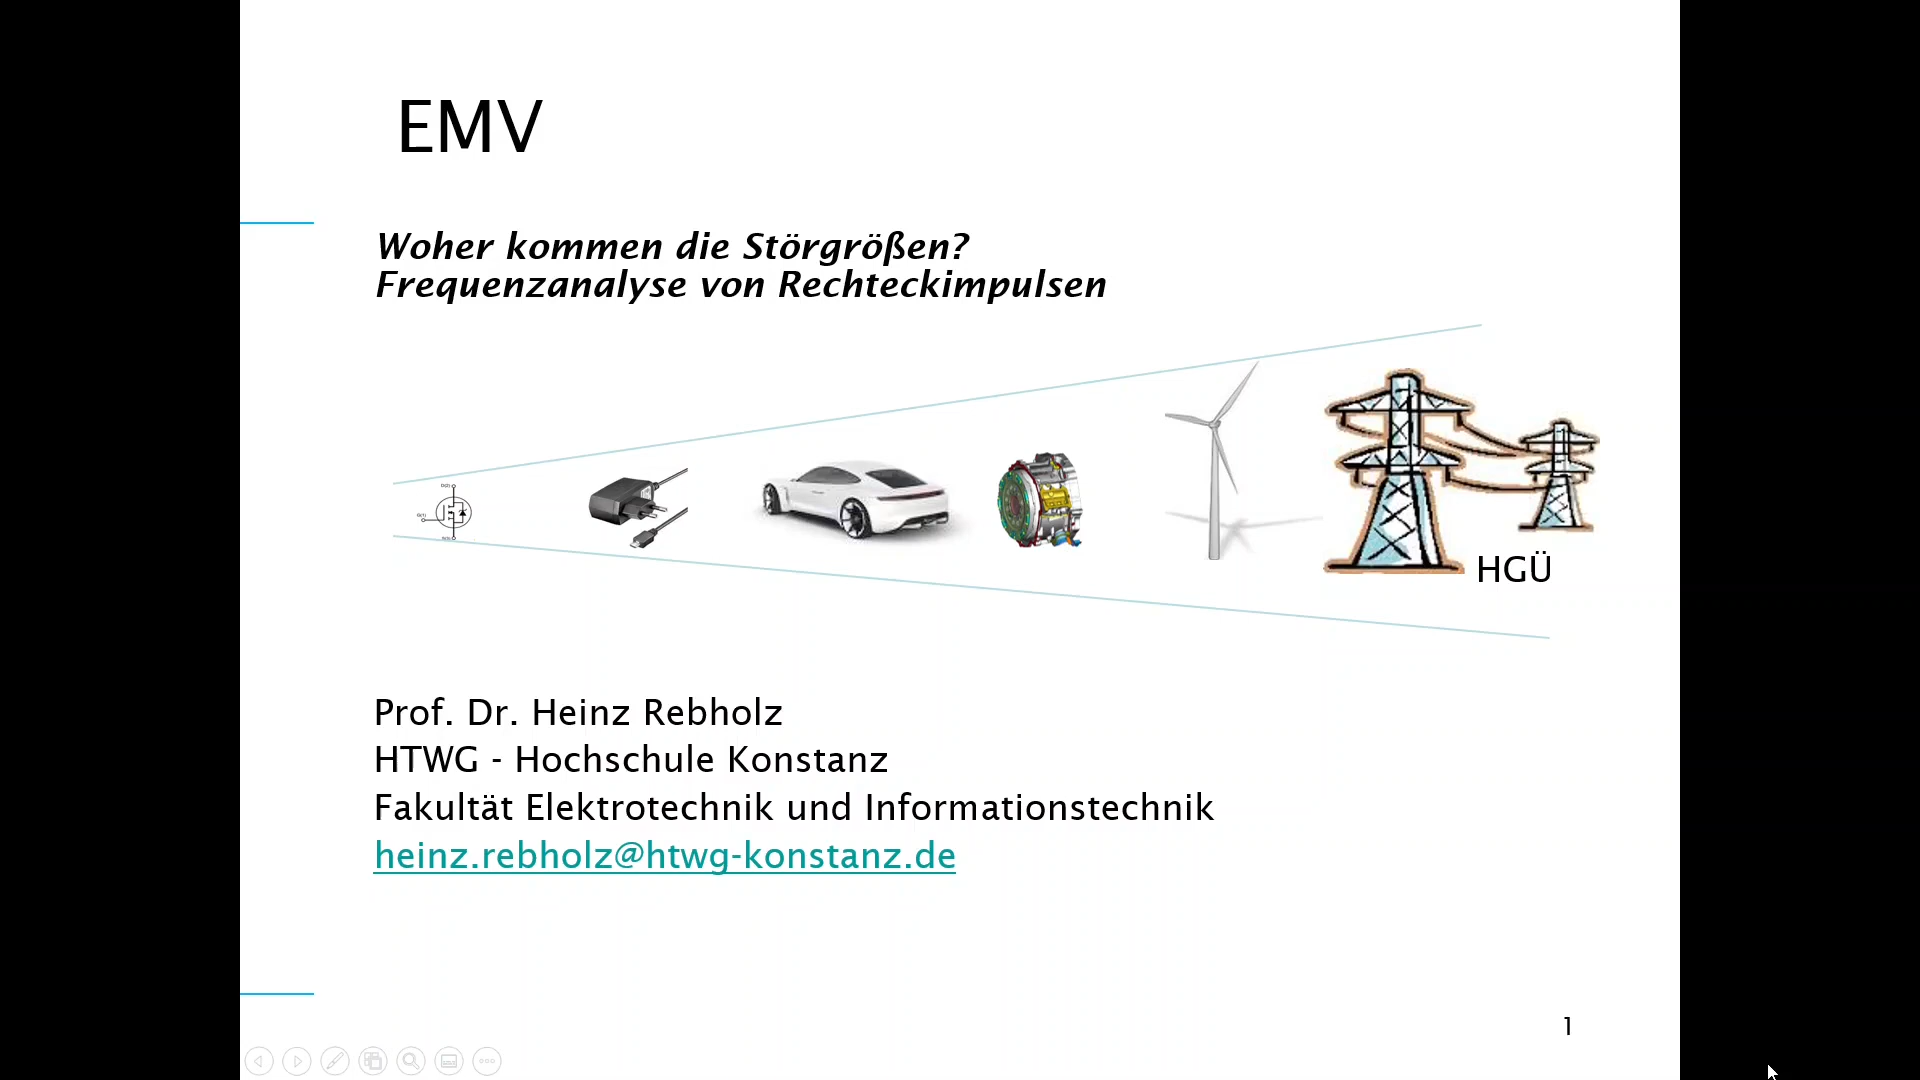 EMV
Woher kommen die Störgrößen?
Frequenzanalyse von Rechteckimpulsen
HGÜ
Prof. Dr. Heinz Rebholz
HTWG - Hochschule Konstanz
Fakultät Elektrotechnik und Informationstechnik
heinz.rebholz@htwg-konstanz.de
1